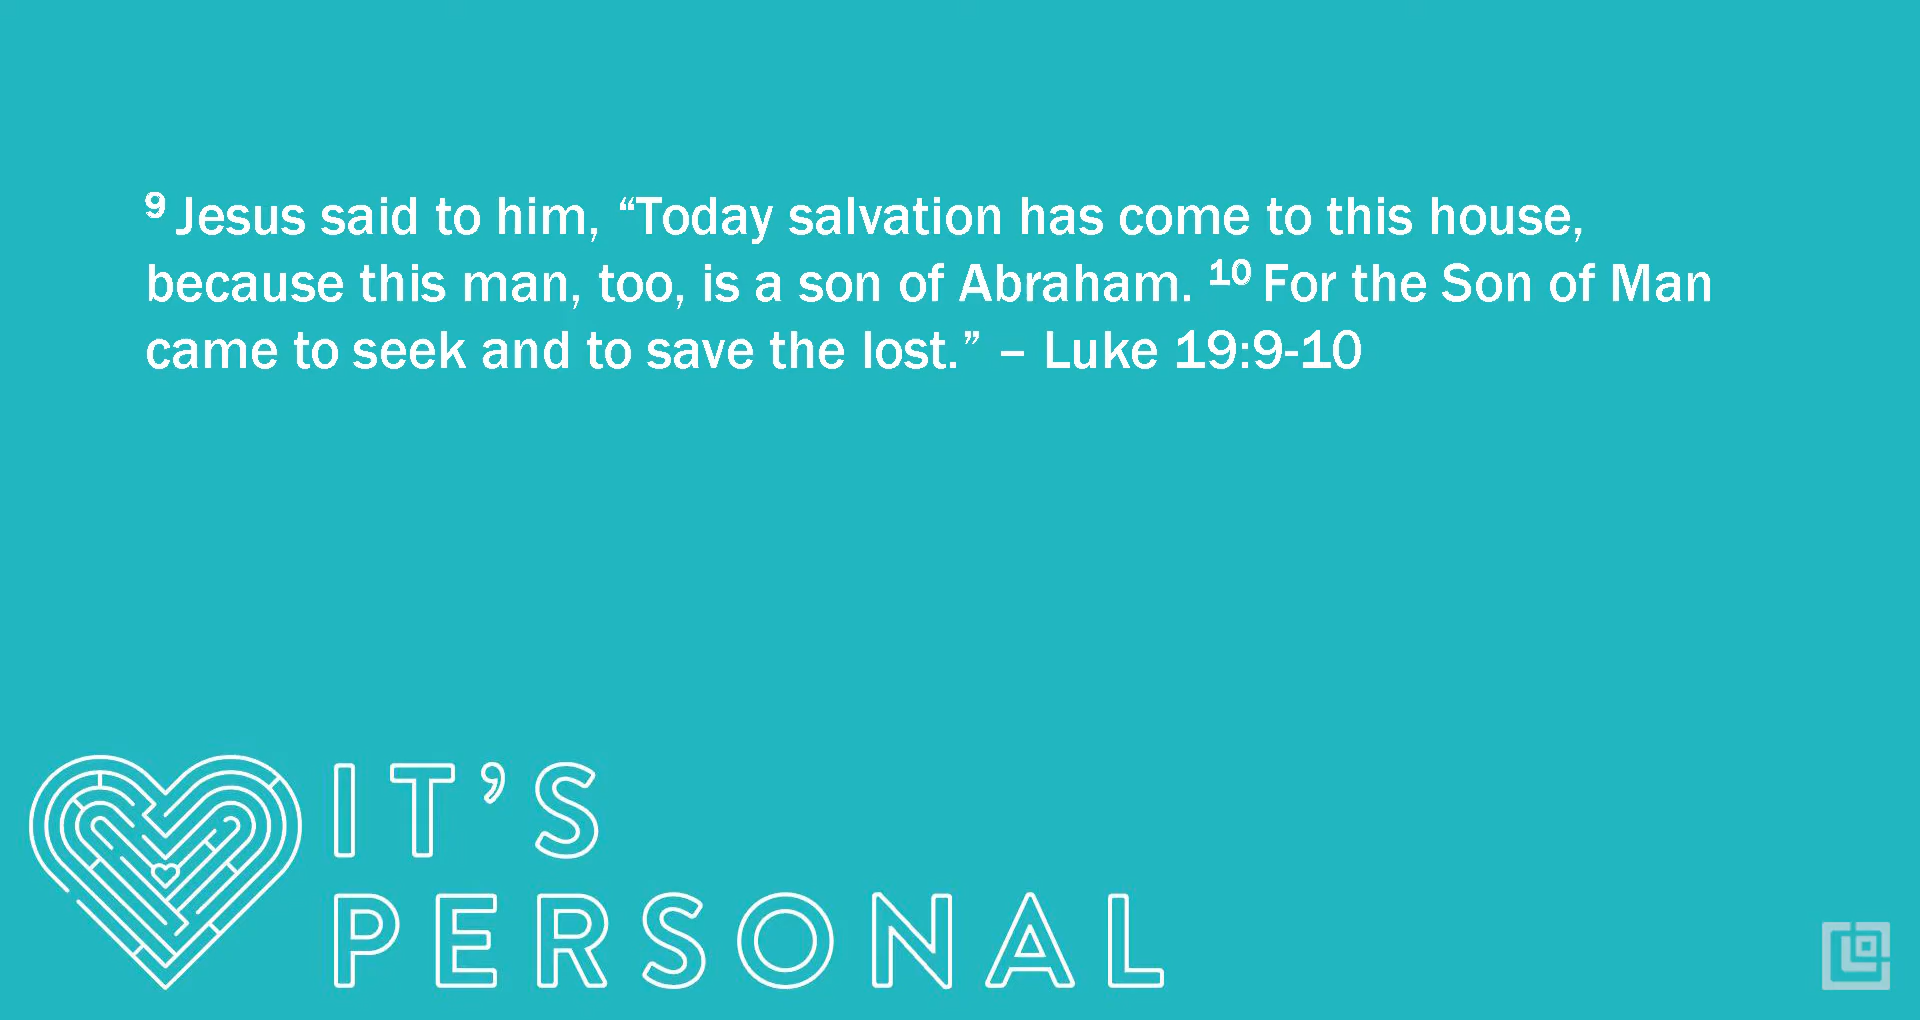 ⁹ Jesus said to him, “Today salvation has come to this house,
because this man, too, is a son of Abraham. ¹⁰ For the Son of Man
came to seek and to save the lost.” – Luke 19:9-10
IT’S
PERSONAL